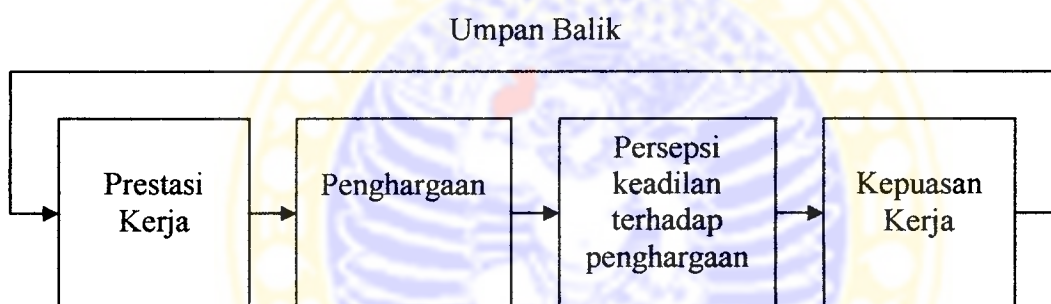 Umpan Balik
Prestasi
Kerja
Penghargaan
Persepsi
keadilan
terhadap
penghargaan
Kepuasan
Kerja